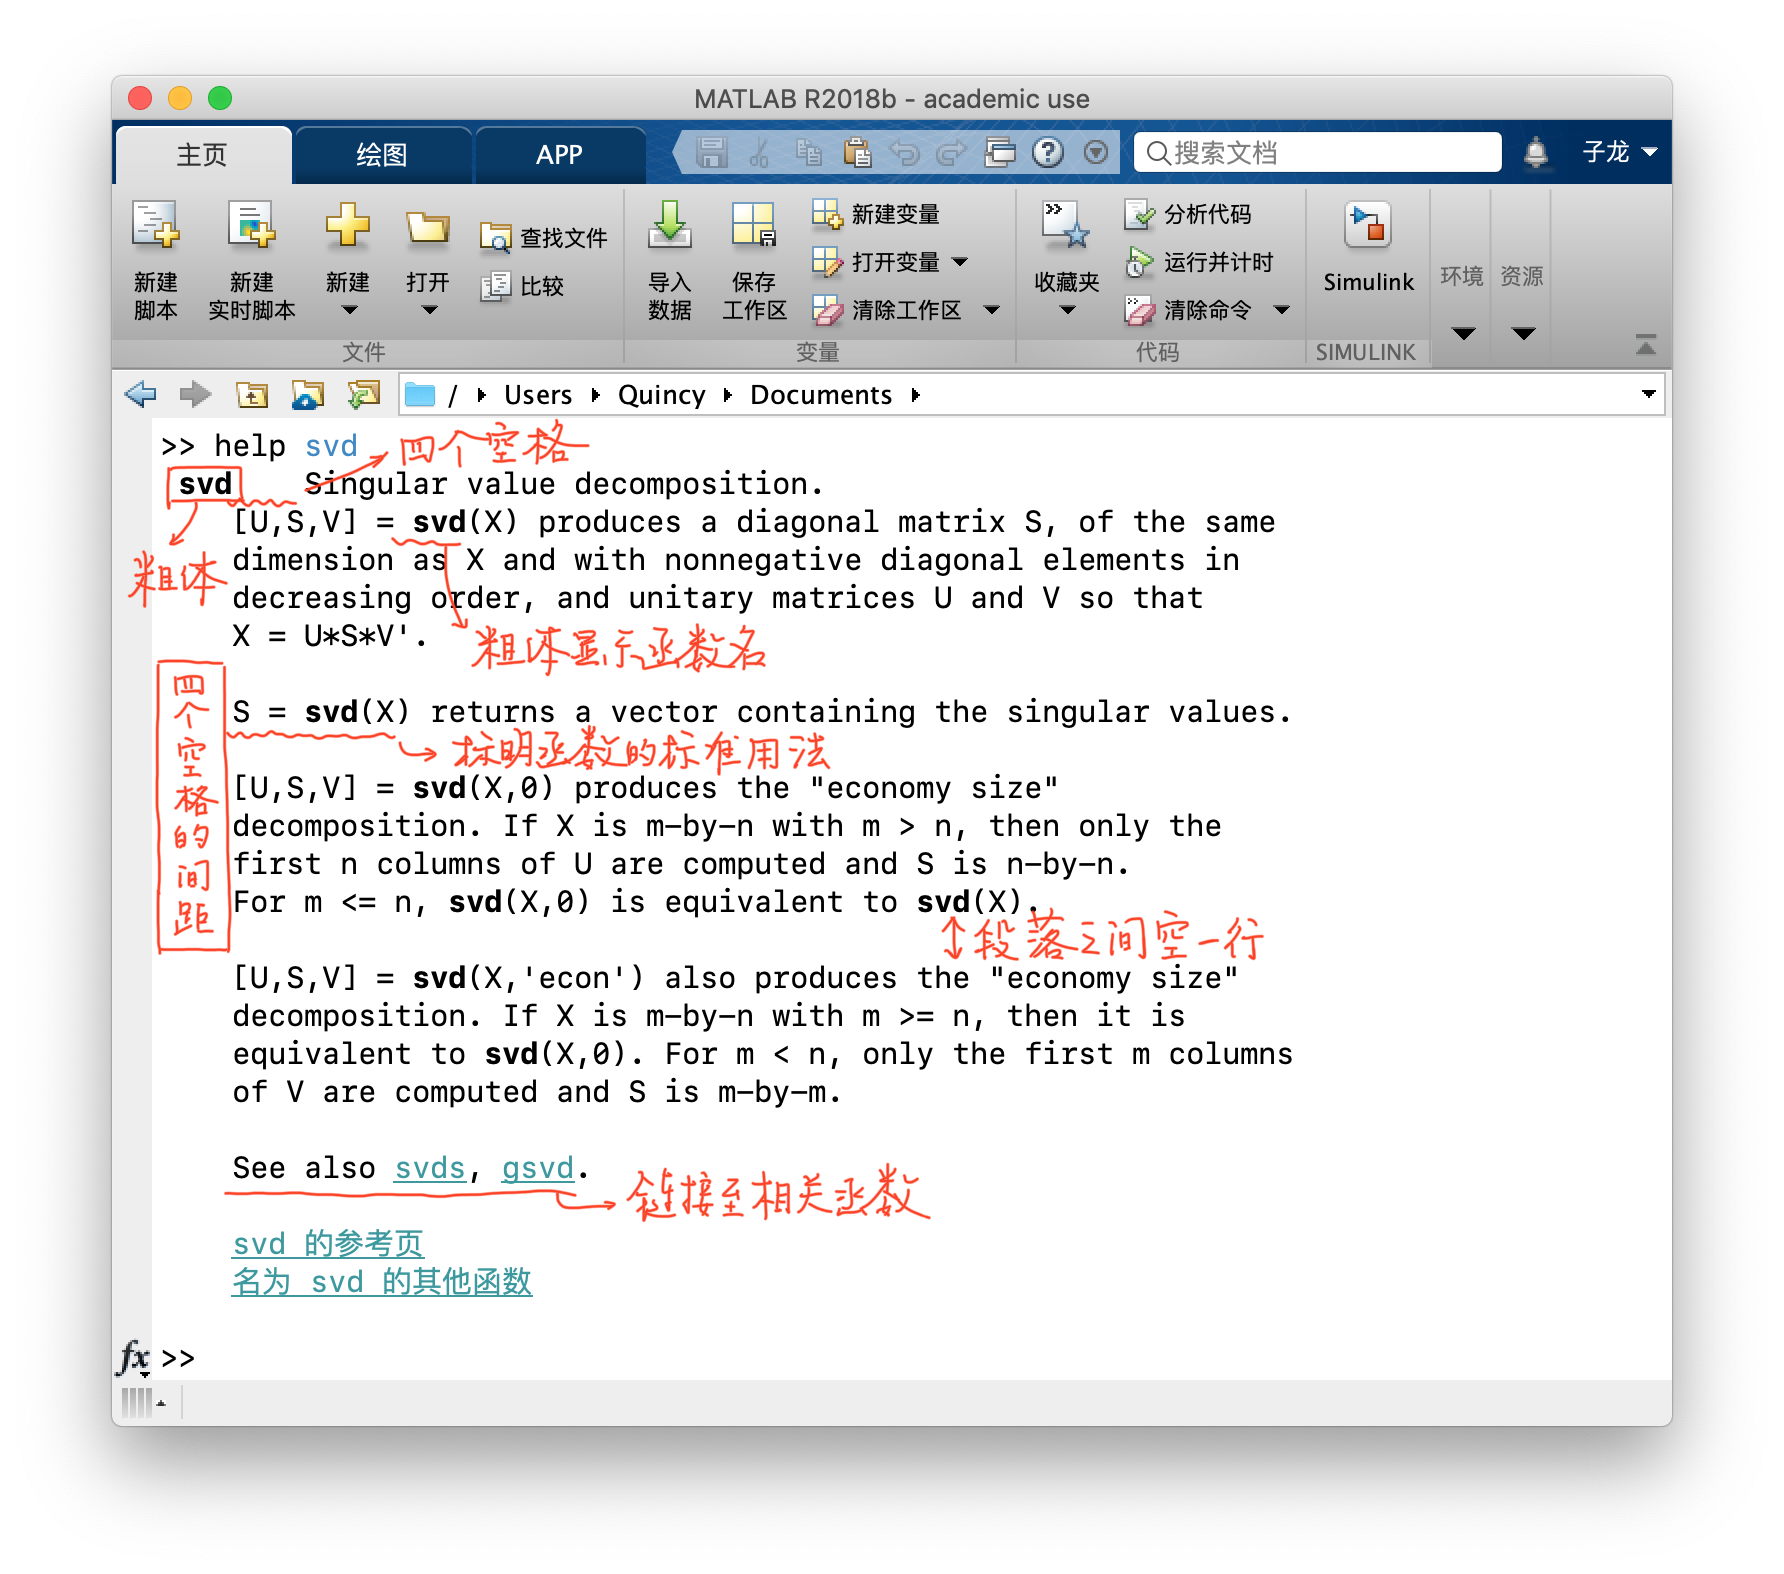 MATLAB R2018b - academic use
主页 绘图 APP 搜索文档 子龙
新建脚本 新建实时脚本 新建 打开 查找文件 比较
导入数据 保存工作区 新建变量 打开变量 清除工作区
收藏夹 分析代码 运行并计时 清除命令 Simulink 环境 资源
文件 变量 代码 SIMULINK
/ Users Quincy Documents
>> help svd
四个空格
svd Singular value decomposition.
[U,S,V] = svd(X) produces a diagonal matrix S, of the same
dimension as X and with nonnegative diagonal elements in
粗体
decreasing order, and unitary matrices U and V so that
X = U*S*V'.
粗体显示函数名
四个空格的间距
S = svd(X) returns a vector containing the singular values.
标明函数的标准用法
[U,S,V] = svd(X,0) produces the "economy size"
decomposition. If X is m-by-n with m > n, then only the
first n columns of U are computed and S is n-by-n.
For m <= n, svd(X,0) is equivalent to svd(X).
段落之间空一行
[U,S,V] = svd(X,'econ') also produces the "economy size"
decomposition. If X is m-by-n with m >= n, then it is
equivalent to svd(X,0). For m < n, only the first m columns
of V are computed and S is m-by-m.
See also svds, gsvd.
链接至相关函数
svd 的参考页
名为 svd 的其他函数
fx >>